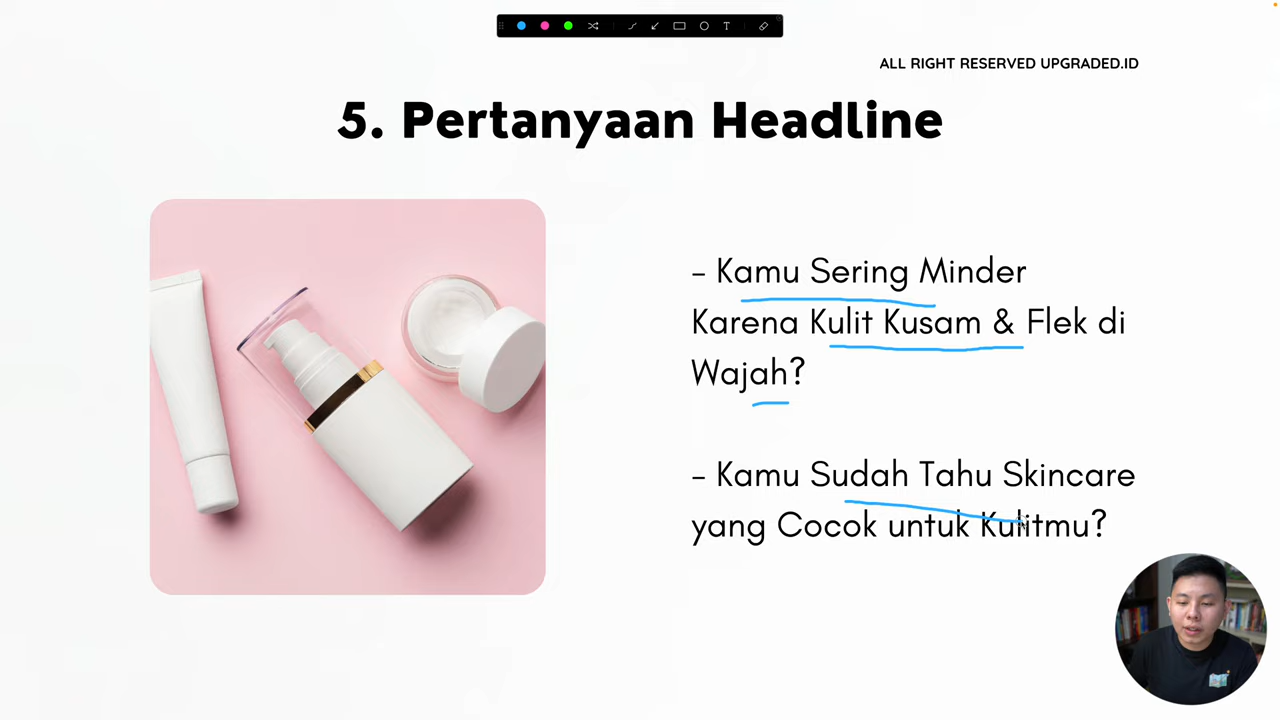 ALL RIGHT RESERVED UPGRADED.ID
5. Pertanyaan Headline
- Kamu Sering Minder
Karena Kulit Kusam & Flek di
Wajah?
- Kamu Sudah Tahu Skincare
yang Cocok untuk Kulitmu?